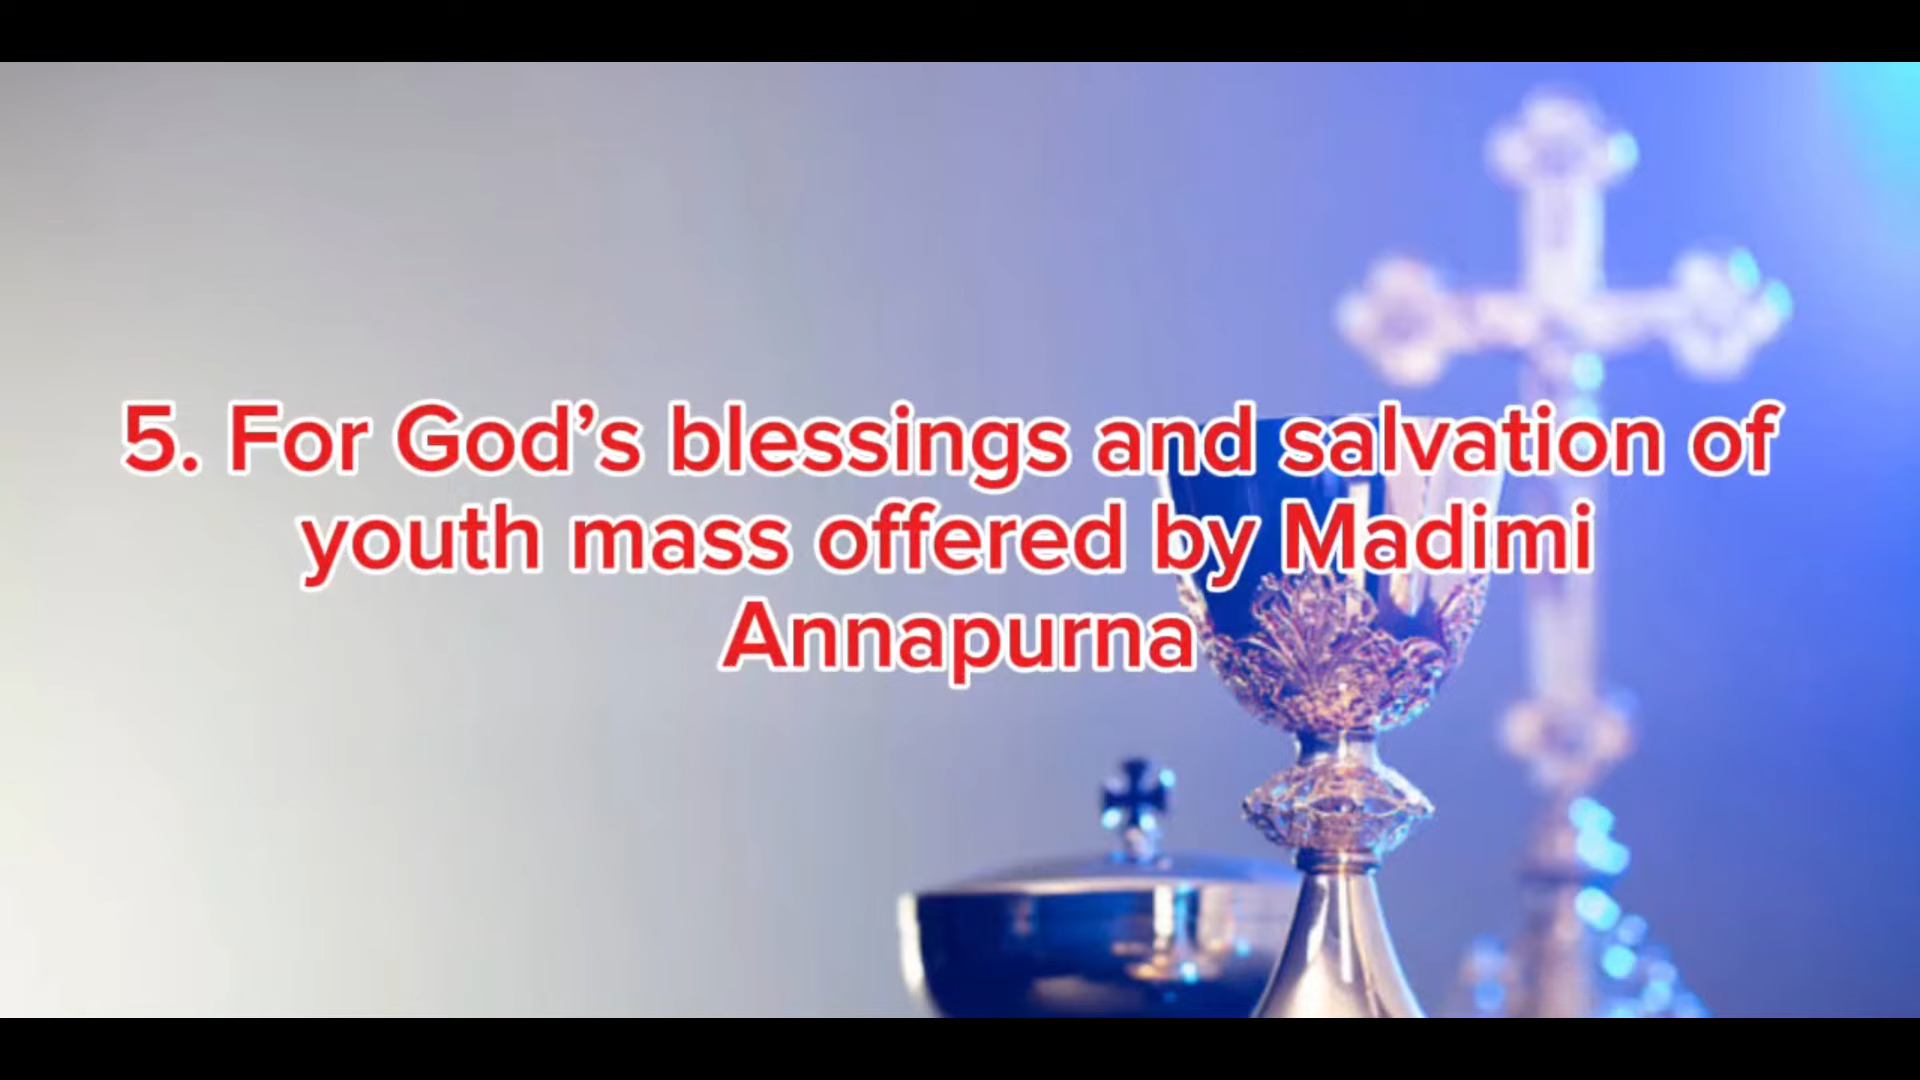 5. For God’s blessings and salvation of
youth mass offered by Madimi
Annapurna